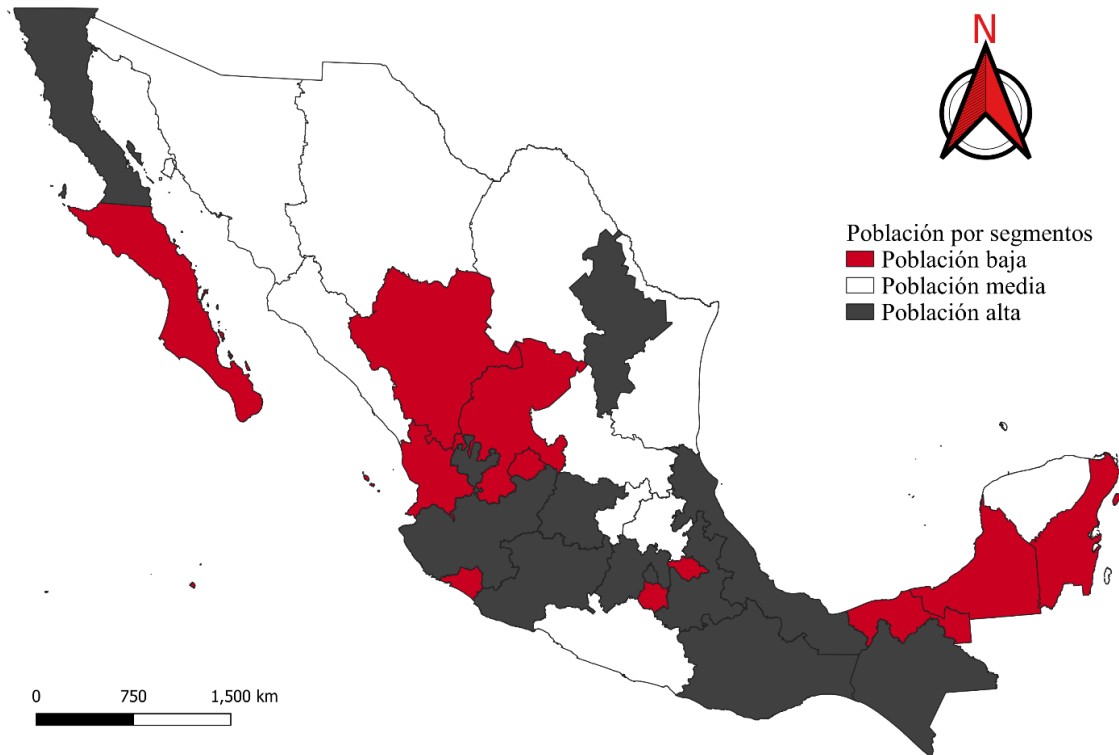 N
Población por segmentos
Población baja
Población media
Población alta
0 750 1,500 km